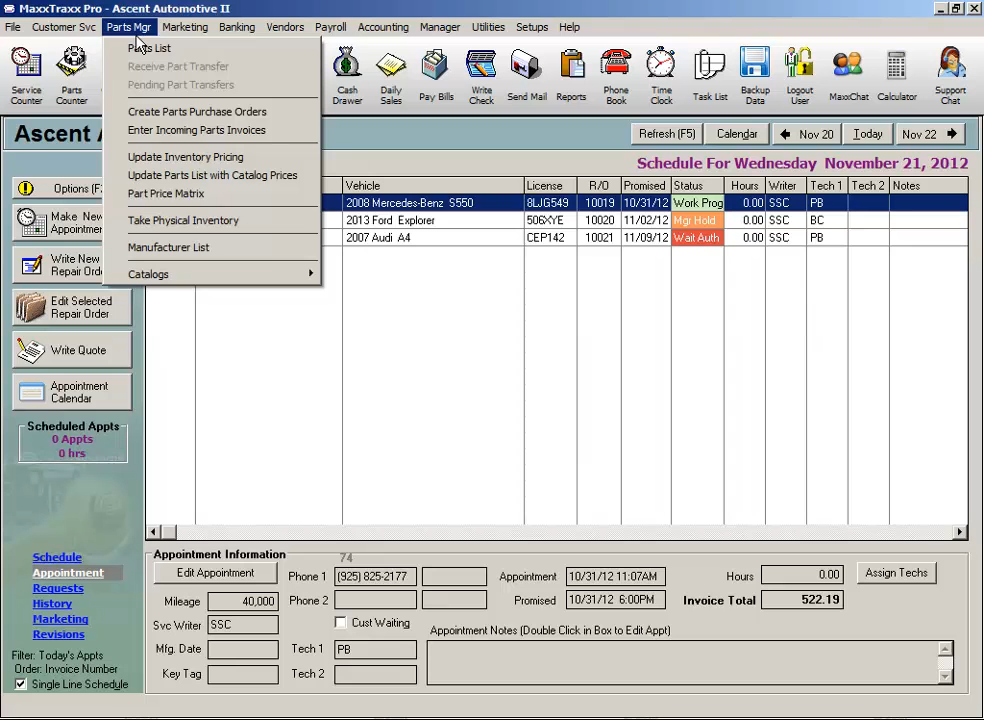 MaxxTraxx Pro - Ascent Automotive II
File Customer Svc Parts Mgr Marketing Banking Vendors Payroll Accounting Manager Utilities Setups Help
Parts List
Receive Part Transfer
Pending Part Transfers
Create Parts Purchase Orders
Enter Incoming Parts Invoices
Update Inventory Pricing
Update Parts List with Catalog Prices
Part Price Matrix
Take Physical Inventory
Manufacturer List
Catalogs
Service Counter
Parts Counter
Cash Drawer
Daily Sales
Pay Bills
Write Check
Send Mail
Reports
Phone Book
Time Clock
Task List
Backup Data
Logout User
MaxxChat
Calculator
Support Chat
Ascent A
Refresh (F5) Calendar Nov 20 Today Nov 22
Schedule For Wednesday November 21, 2012
Options (F
Make New
Appointmen
Write New
Repair Ord
Edit Selected
Repair Order
Write Quote
Appointment
Calendar
Scheduled Appts
0 Appts
0 hrs
Schedule
Appointment
Requests
History
Marketing
Revisions
Filter: Today's Appts
Order: Invoice Number
Single Line Schedule
Vehicle License R/O Promised Status Hours Writer Tech 1 Tech 2 Notes
2008 Mercedes-Benz S550 8LJG549 10019 10/31/12 Work Prog 0.00 SSC PB
2013 Ford Explorer 506XYE 10020 11/02/12 Mgr Hold 0.00 SSC BC
2007 Audi A4 CEP142 10021 11/09/12 Wait Auth 0.00 SSC PB
Appointment Information 74
Edit Appointment Phone 1 (925) 825-2177 Appointment 10/31/12 11:07AM Hours 0.00 Assign Techs
Mileage 40,000 Phone 2 Promised 10/31/12 6:00PM Invoice Total 522.19
Svc Writer SSC Cust Waiting Appointment Notes (Double Click in Box to Edit Appt)
Mfg. Date Tech 1 PB
Key Tag Tech 2